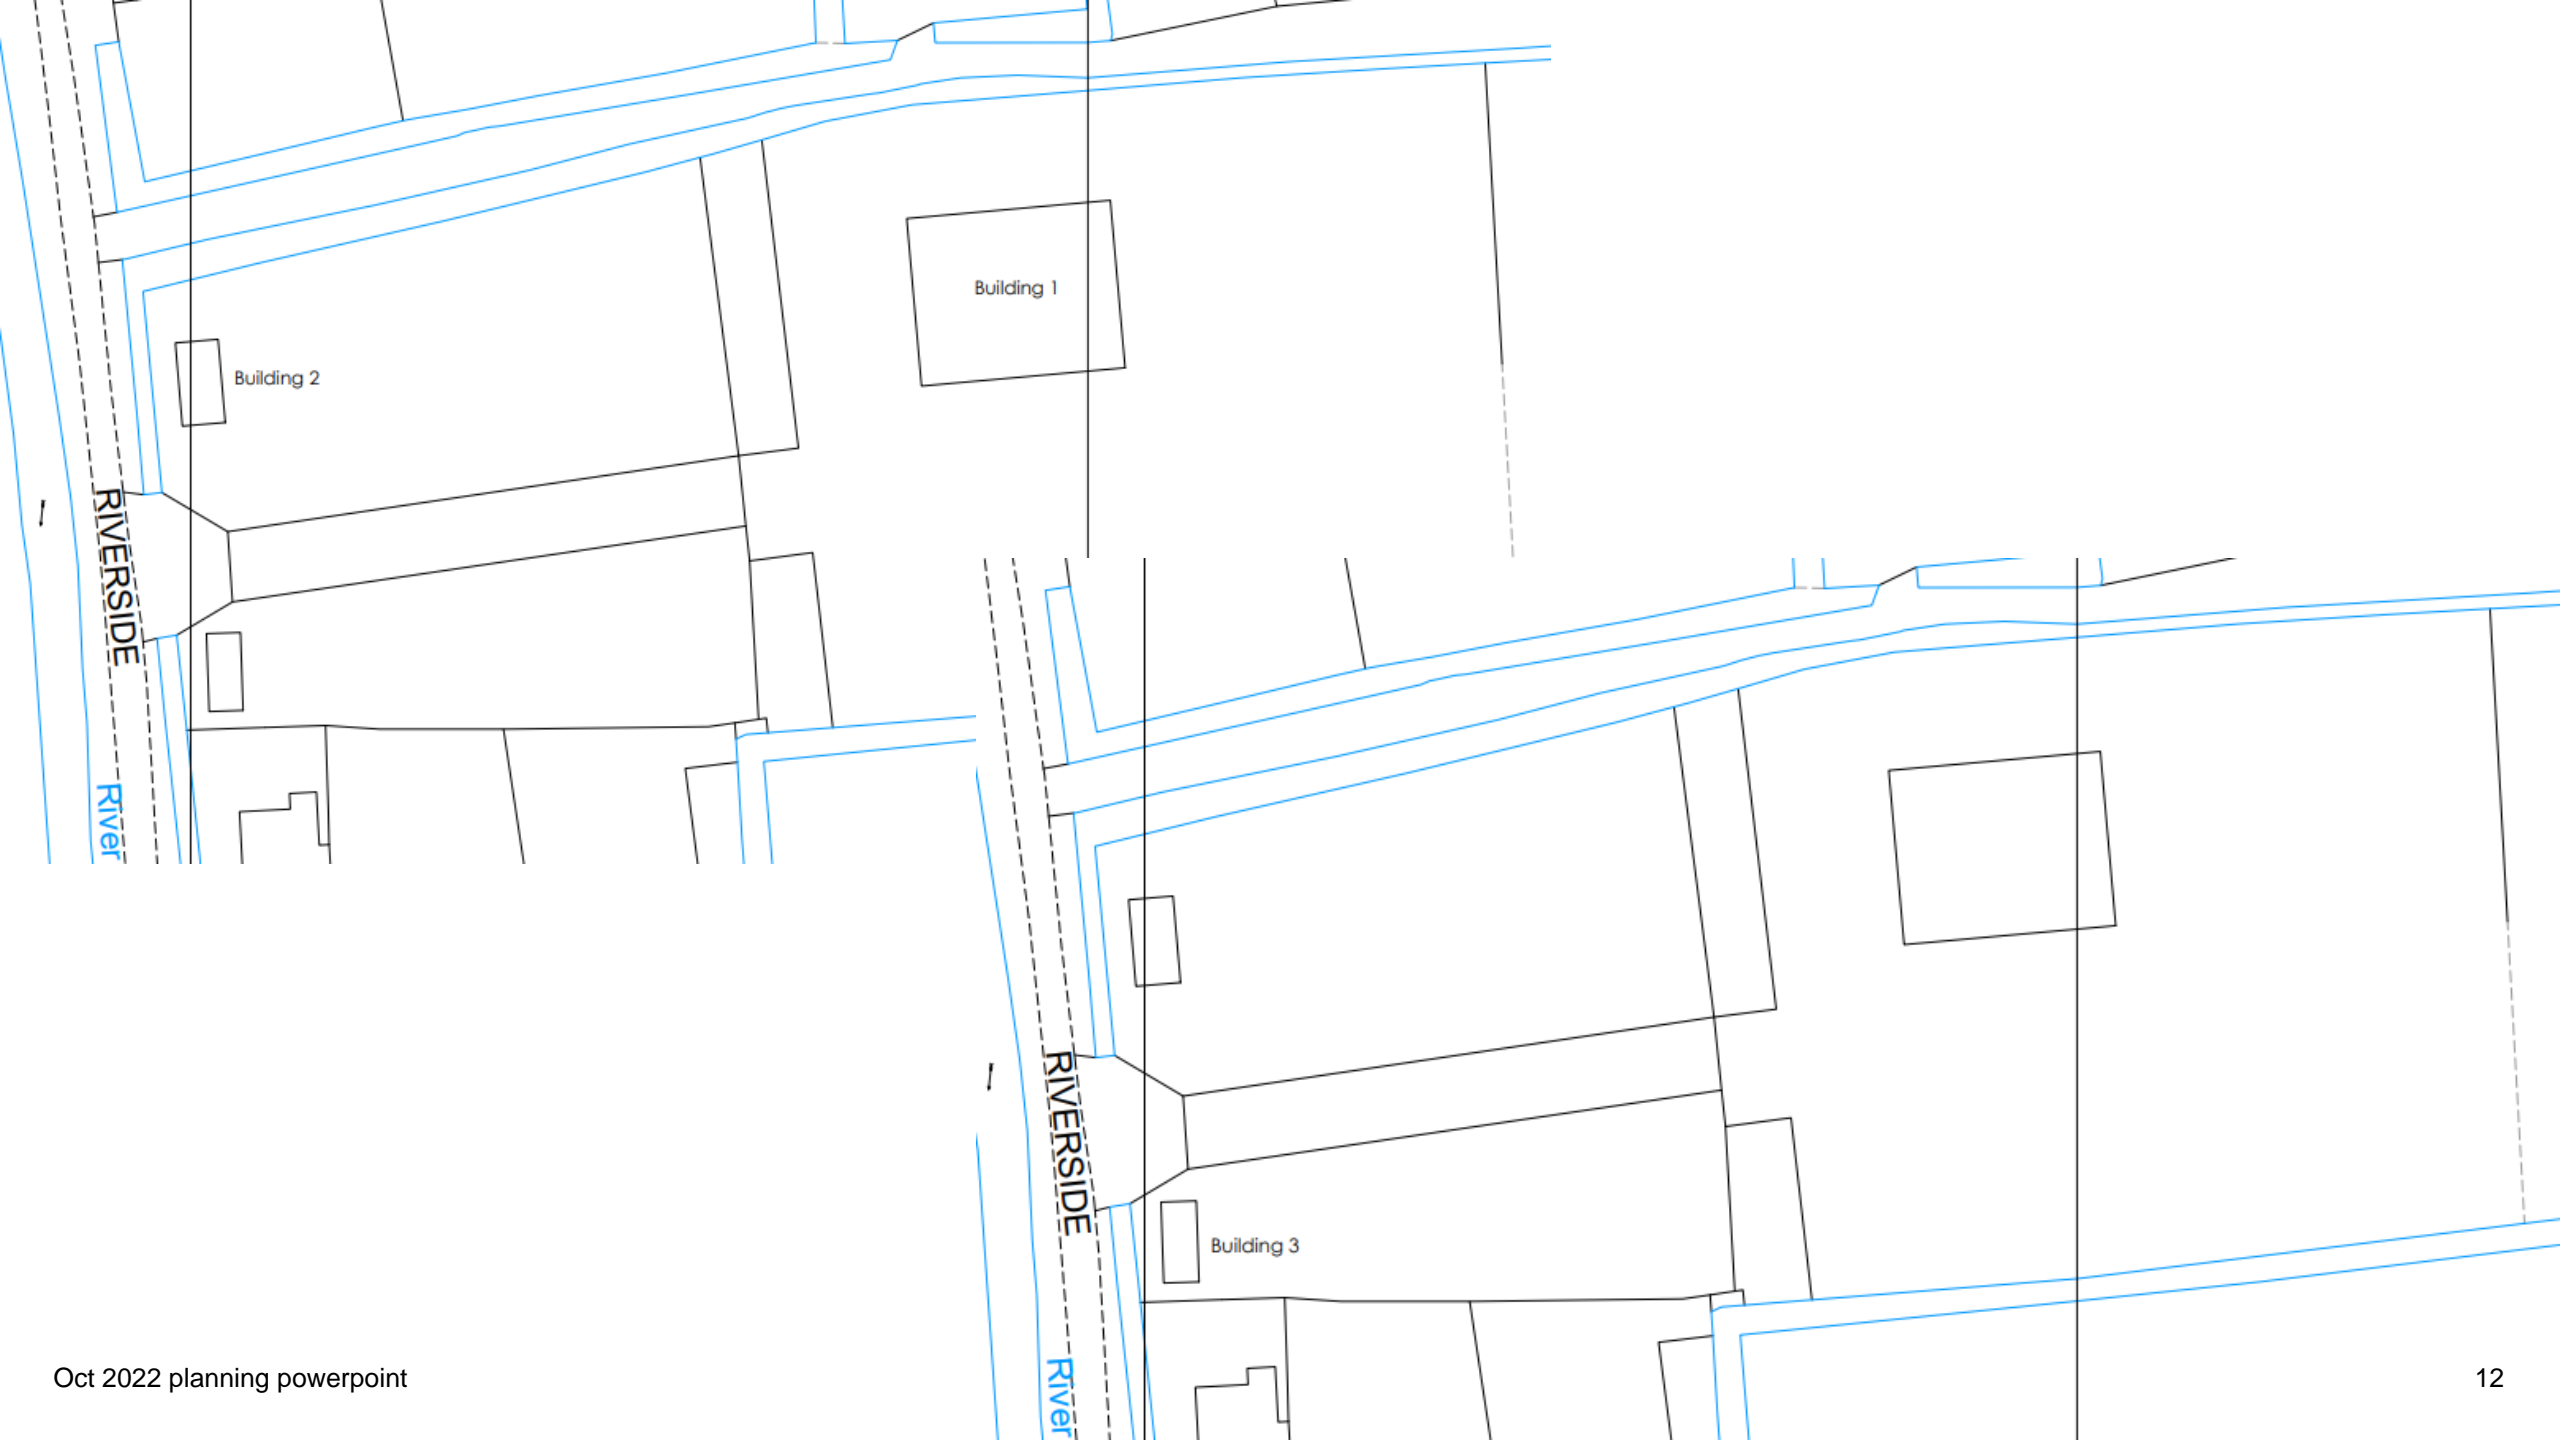 Building 1
Building 2
RIVERSIDE
River
RIVERSIDE
Building 3
River
Oct 2022 planning powerpoint
12